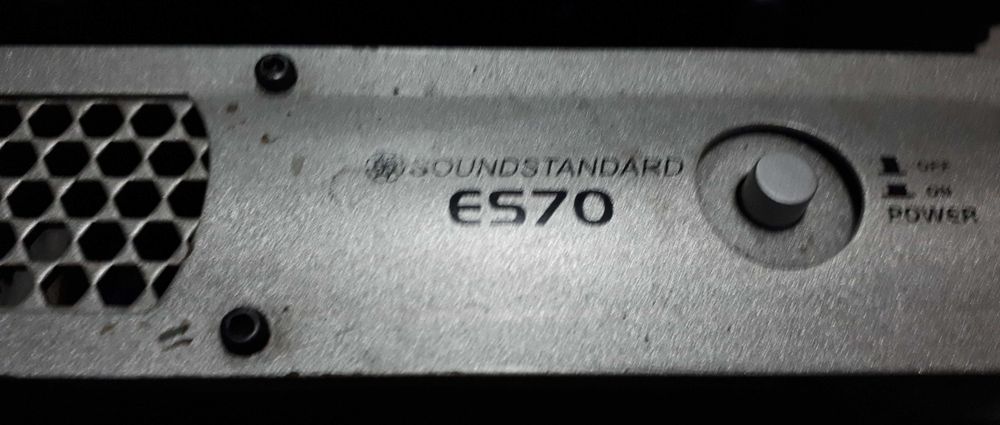 SOUNDSTANDARD
ES70
OFF
ON
POWER